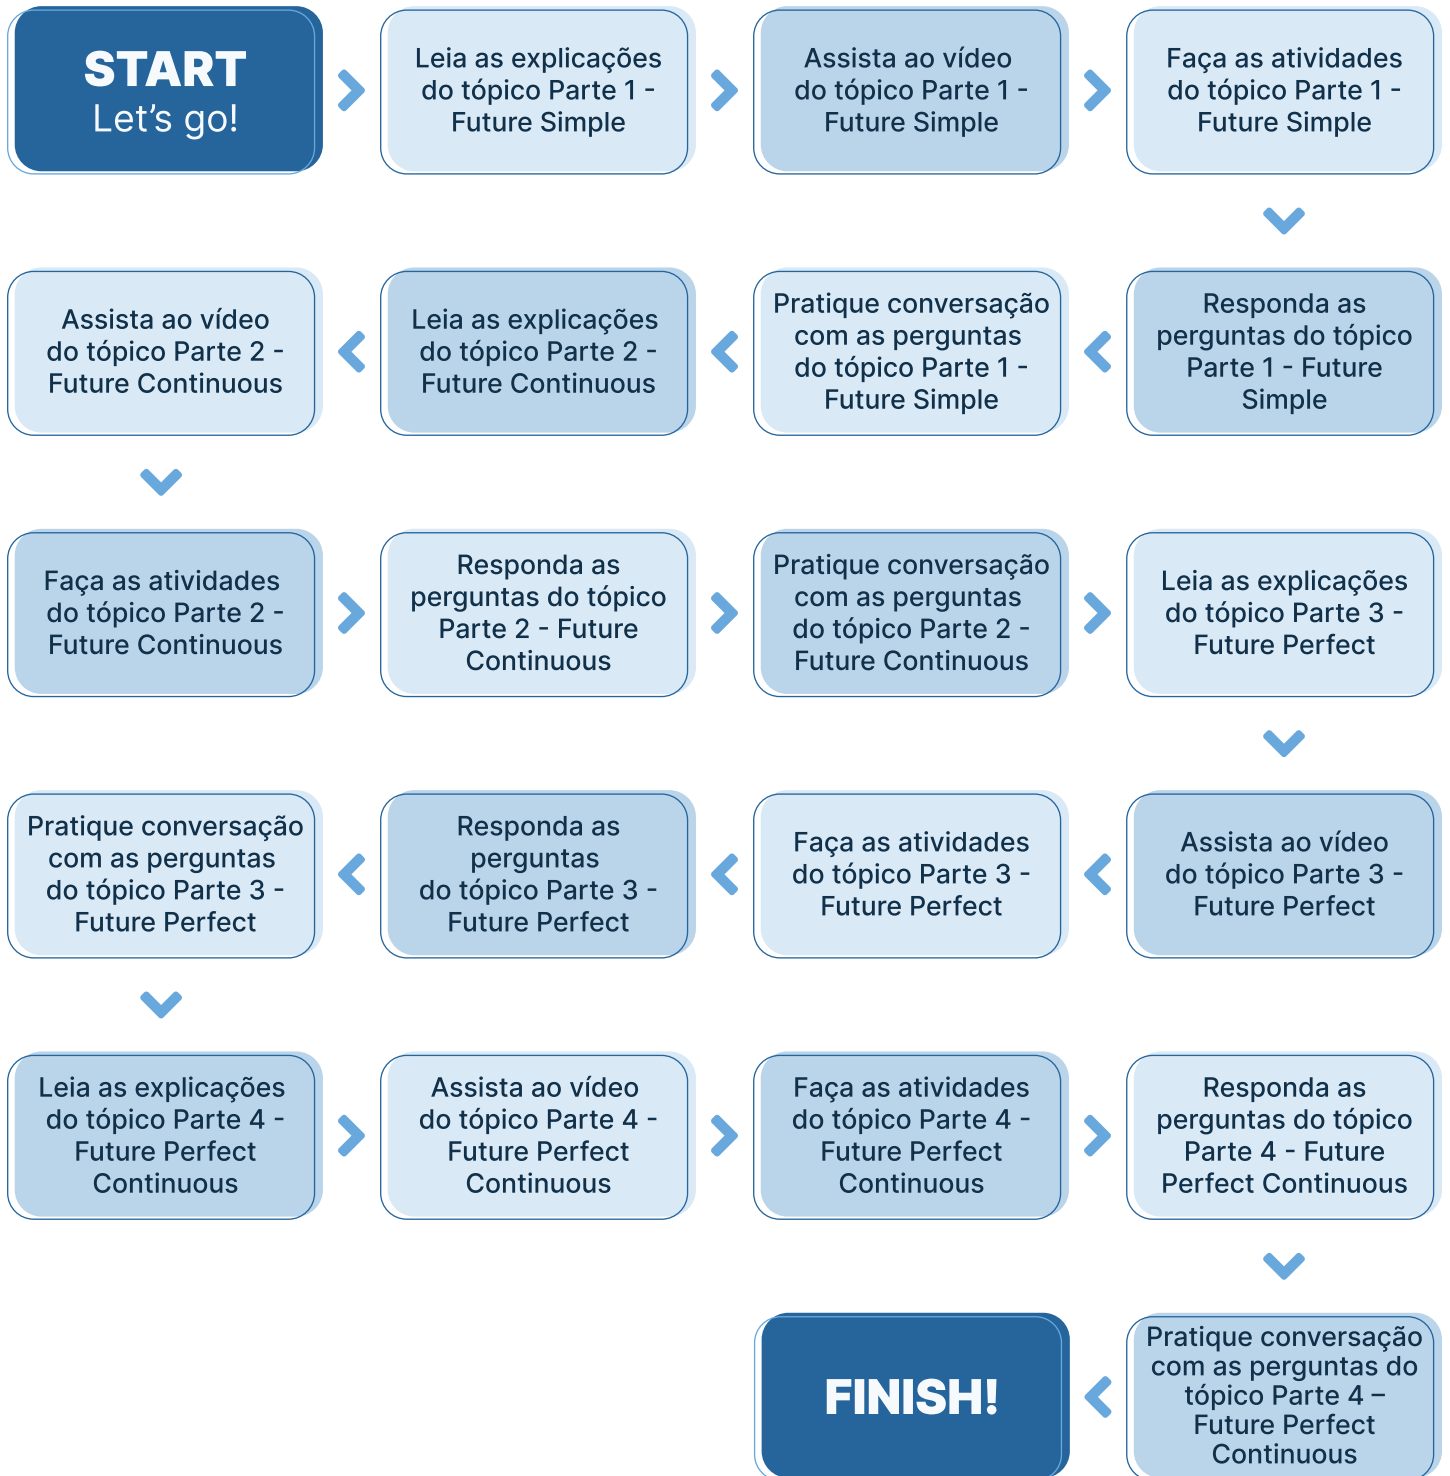 START
Let’s go!
Leia as explicações
do tópico Parte 1 -
Future Simple
Assista ao vídeo
do tópico Parte 1 -
Future Simple
Faça as atividades
do tópico Parte 1 -
Future Simple
Responda as
perguntas do tópico
Parte 1 - Future
Simple
Pratique conversação
com as perguntas
do tópico Parte 1 -
Future Simple
Leia as explicações
do tópico Parte 2 -
Future Continuous
Assista ao vídeo
do tópico Parte 2 -
Future Continuous
Faça as atividades
do tópico Parte 2 -
Future Continuous
Responda as
perguntas do tópico
Parte 2 - Future
Continuous
Pratique conversação
com as perguntas
do tópico Parte 2 -
Future Continuous
Leia as explicações
do tópico Parte 3 -
Future Perfect
Assista ao vídeo
do tópico Parte 3 -
Future Perfect
Faça as atividades
do tópico Parte 3 -
Future Perfect
Responda as
perguntas
do tópico Parte 3 -
Future Perfect
Pratique conversação
com as perguntas
do tópico Parte 3 -
Future Perfect
Leia as explicações
do tópico Parte 4 -
Future Perfect
Continuous
Assista ao vídeo
do tópico Parte 4 -
Future Perfect
Continuous
Faça as atividades
do tópico Parte 4 -
Future Perfect
Continuous
Responda as
perguntas do tópico
Parte 4 - Future
Perfect Continuous
Pratique conversação
com as perguntas do
tópico Parte 4 –
Future Perfect
Continuous
FINISH!